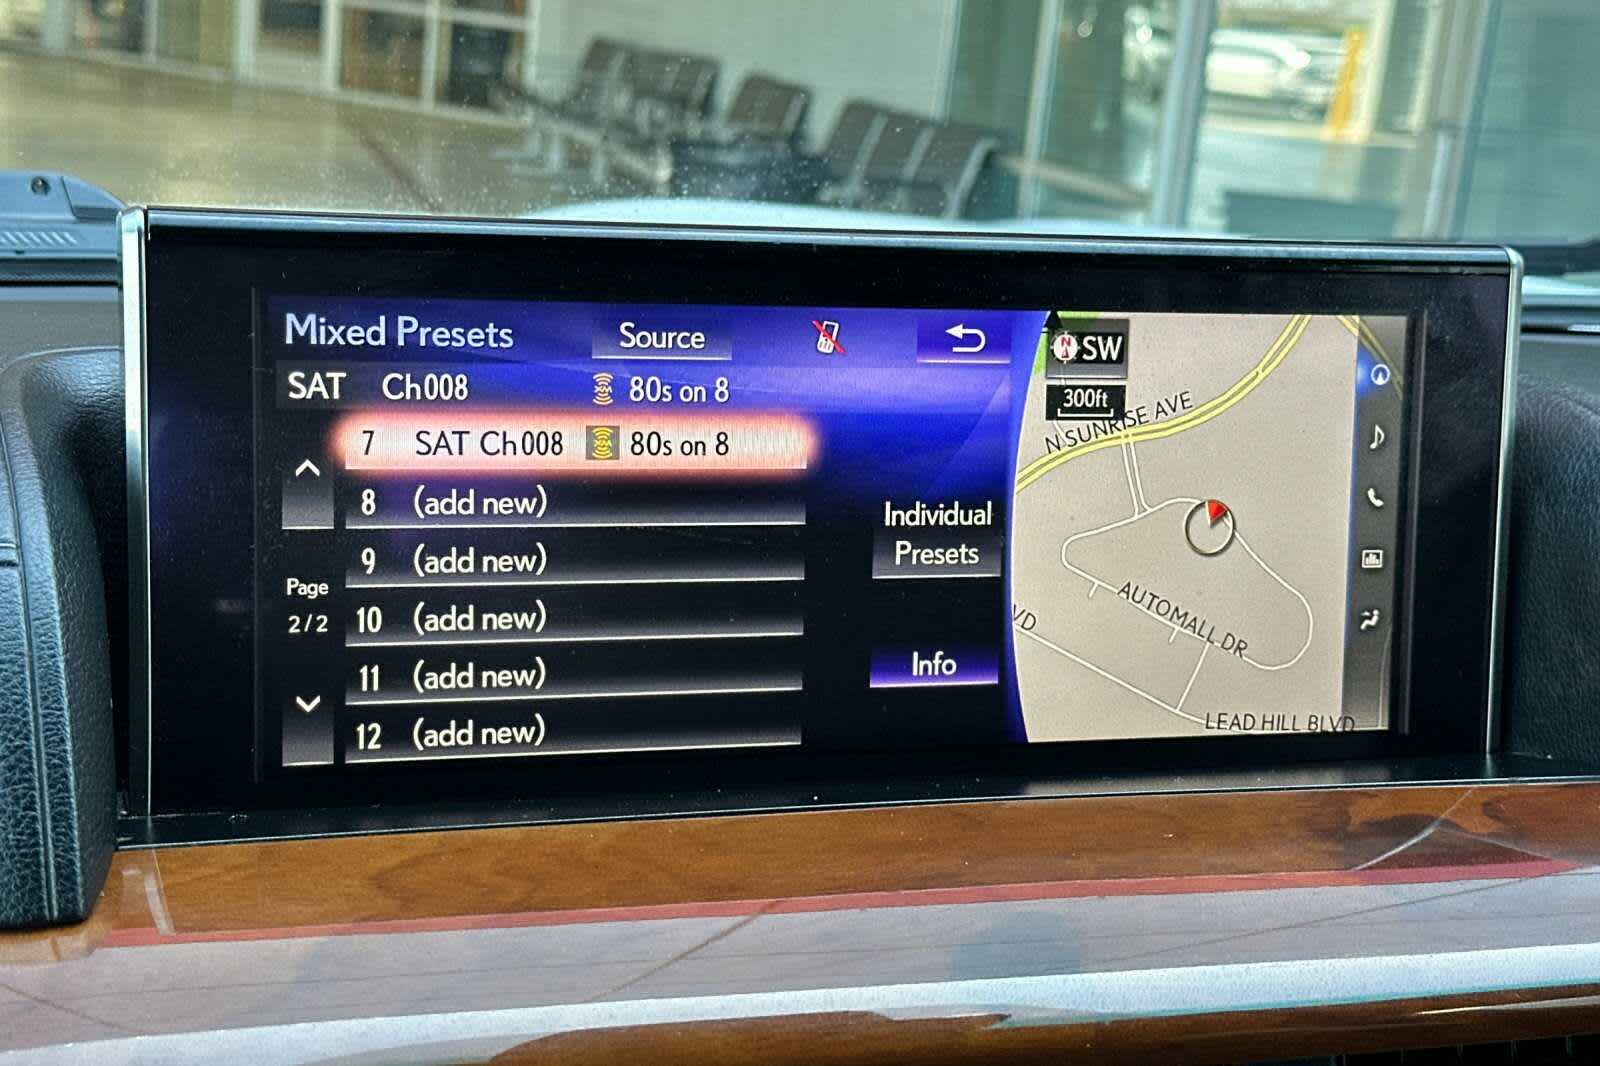 Mixed Presets
Source
SAT Ch008 XM 80s on 8
7 SAT Ch008 XM 80s on 8
8 (add new)
9 (add new)
10 (add new)
11 (add new)
12 (add new)
Page
2/2
Individual
Presets
Info
N SW
300ft
N SUNRISE AVE
AUTOMALL DR
VD
LEAD HILL BLVD